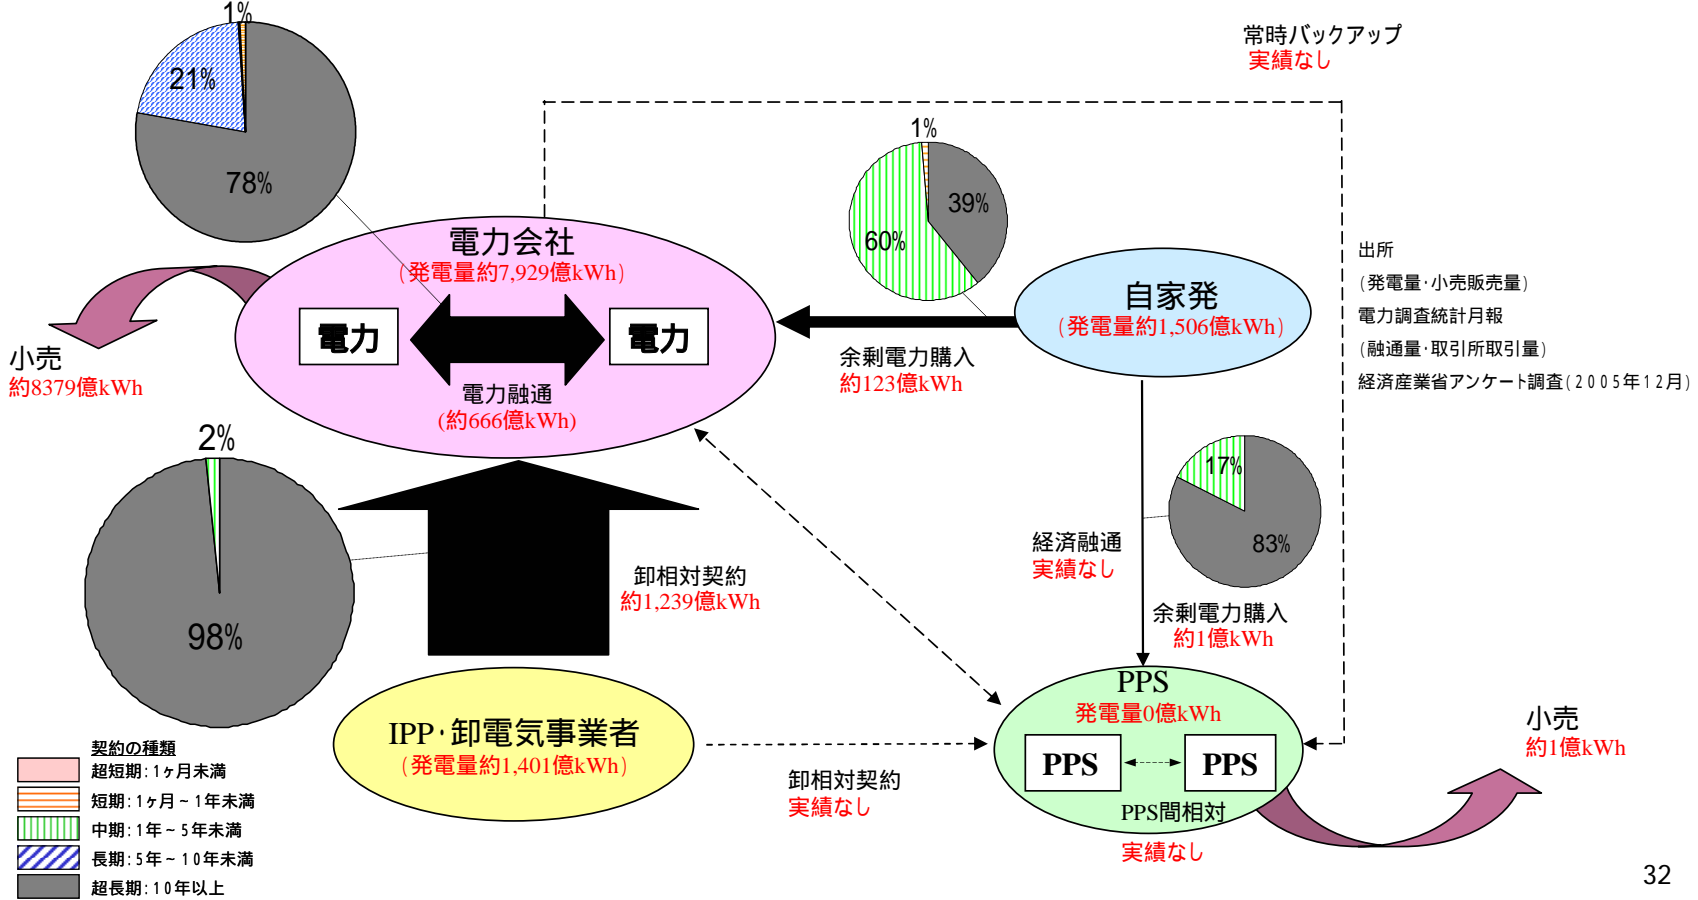 1%
21%
78%
常時バックアップ
実績なし
1%
39%
60%
電力会社
(発電量約7,929億kWh)
電力
電力
電力融通
(約666億kWh)
小売
約8379億kWh
自家発
(発電量約1,506億kWh)
余剰電力購入
約123億kWh
出所
(発電量・小売販売量)
電力調査統計月報
(融通量・取引所取引量)
経済産業省アンケート調査(2005年12月)
2%
98%
17%
83%
卸相対契約
約1,239億kWh
経済融通
実績なし
余剰電力購入
約1億kWh
IPP・卸電気事業者
(発電量約1,401億kWh)
PPS
発電量0億kWh
PPS
PPS
PPS間相対
実績なし
卸相対契約
実績なし
小売
約1億kWh
契約の種類
超短期:1ヶ月未満
短期:1ヶ月~1年未満
中期:1年~5年未満
長期:5年~10年未満
超長期:10年以上
32